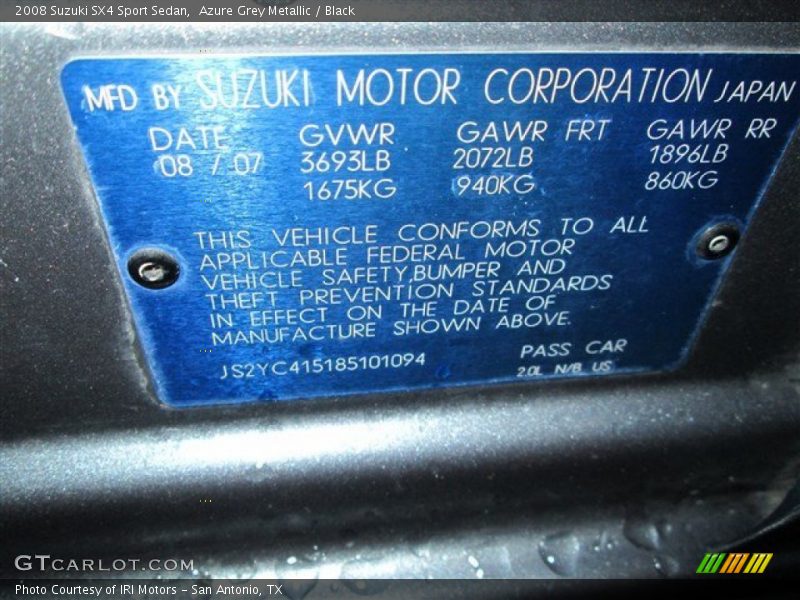 2008 Suzuki SX4 Sport Sedan, Azure Grey Metallic / Black
MFD BY SUZUKI MOTOR CORPORATION JAPAN
DATE GVWR GAWR FRT GAWR RR
08 / 07 3693LB 2072LB 1896LB
1675KG 940KG 860KG
THIS VEHICLE CONFORMS TO ALL
APPLICABLE FEDERAL MOTOR
VEHICLE SAFETY,BUMPER AND
THEFT PREVENTION STANDARDS
IN EFFECT ON THE DATE OF
MANUFACTURE SHOWN ABOVE.
JS2YC415185101094 PASS CAR
2.0L N/B US
GTCARLOT.COM
Photo Courtesy of IRI Motors - San Antonio, TX